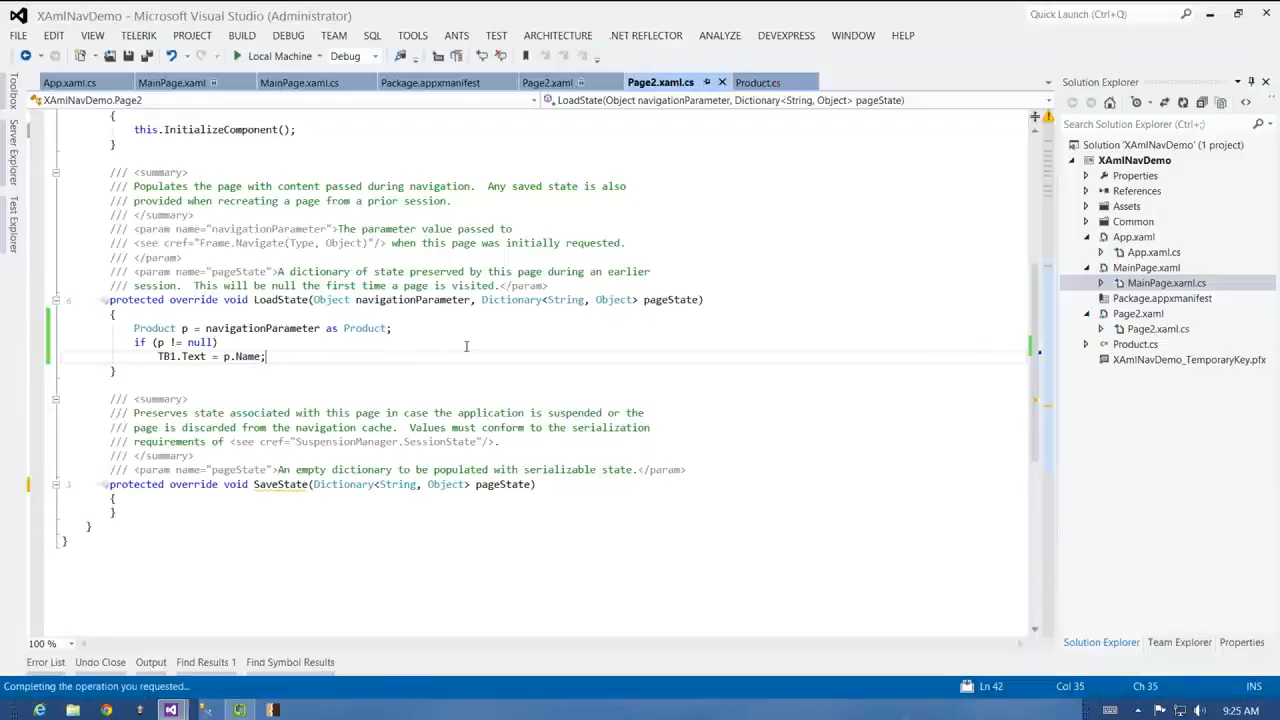 XAmlNavDemo - Microsoft Visual Studio (Administrator)
Quick Launch (Ctrl+Q)
FILE EDIT VIEW TELERIK PROJECT BUILD DEBUG TEAM SQL TOOLS ANTS TEST ARCHITECTURE .NET REFLECTOR ANALYZE DEVEXPRESS WINDOW HELP
Local Machine Debug
App.xaml.cs MainPage.xaml MainPage.xaml.cs Package.appxmanifest Page2.xaml Page2.xaml.cs Product.cs
XAmlNavDemo.Page2 LoadState(Object navigationParameter, Dictionary<String, Object> pageState)
Toolbox
Server Explorer
Test Explorer
{
this.InitializeComponent();
}
/// <summary>
/// Populates the page with content passed during navigation.  Any saved state is also
/// provided when recreating a page from a prior session.
/// </summary>
/// <param name="navigationParameter">The parameter value passed to
/// <see cref="Frame.Navigate(Type, Object)"/> when this page was initially requested.
/// </param>
/// <param name="pageState">A dictionary of state preserved by this page during an earlier
/// session.  This will be null the first time a page is visited.</param>
6 protected override void LoadState(Object navigationParameter, Dictionary<String, Object> pageState)
{
Product p = navigationParameter as Product;
if (p != null)
TB1.Text = p.Name;
}
/// <summary>
/// Preserves state associated with this page in case the application is suspended or the
/// page is discarded from the navigation cache.  Values must conform to the serialization
/// requirements of <see cref="SuspensionManager.SessionState"/>.
/// </summary>
/// <param name="pageState">An empty dictionary to be populated with serializable state.</param>
3 protected override void SaveState(Dictionary<String, Object> pageState)
{
}
}
}
100 %
Solution Explorer
Search Solution Explorer (Ctrl+;)
Solution 'XAmlNavDemo' (1 project)
XAmlNavDemo
Properties
References
Assets
Common
App.xaml
App.xaml.cs
MainPage.xaml
MainPage.xaml.cs
Package.appxmanifest
Page2.xaml
Page2.xaml.cs
Product.cs
XAmlNavDemo_TemporaryKey.pfx
Solution Explorer Team Explorer Properties
Error List Undo Close Output Find Results 1 Find Symbol Results
Completing the operation you requested... Ln 42 Col 35 Ch 35 INS
9:25 AM